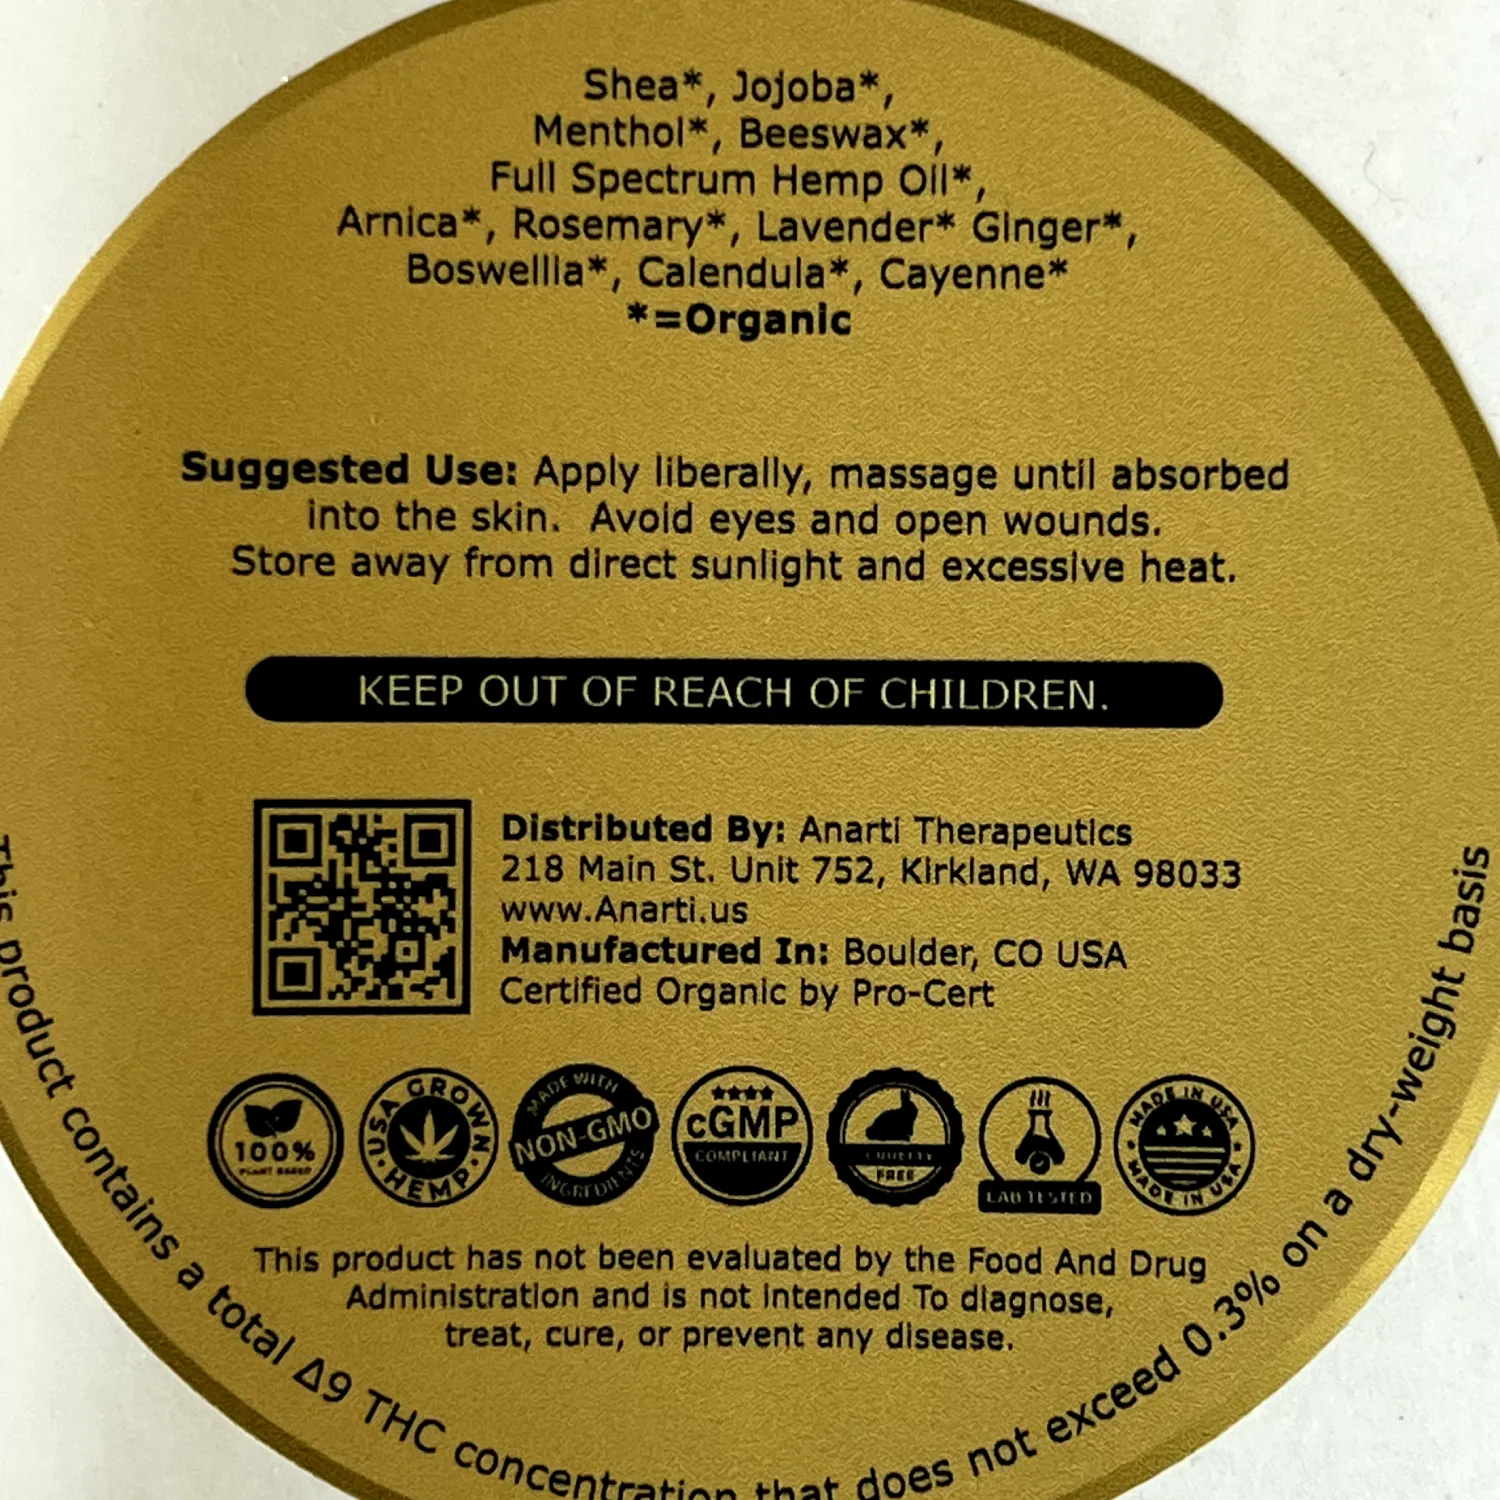 Shea*, Jojoba*,
Menthol*, Beeswax*,
Full Spectrum Hemp Oil*,
Arnica*, Rosemary*, Lavender* Ginger*,
Boswellia*, Calendula*, Cayenne*
*=Organic
Suggested Use: Apply liberally, massage until absorbed
into the skin. Avoid eyes and open wounds.
Store away from direct sunlight and excessive heat.
KEEP OUT OF REACH OF CHILDREN.
Distributed By: Anarti Therapeutics
218 Main St. Unit 752, Kirkland, WA 98033
www.Anarti.us
Manufactured In: Boulder, CO USA
Certified Organic by Pro-Cert
100%
PLANT BASED
USA GROWN
HEMP
MADE WITH
NON-GMO
INGREDIENTS
cGMP
COMPLIANT
CRUELTY
FREE
LAB TESTED
MADE IN USA
MADE IN USA
This product has not been evaluated by the Food And Drug
Administration and is not intended To diagnose,
treat, cure, or prevent any disease.
This product contains a total Δ9 THC concentration that does not exceed 0.3% on a dry-weight basis